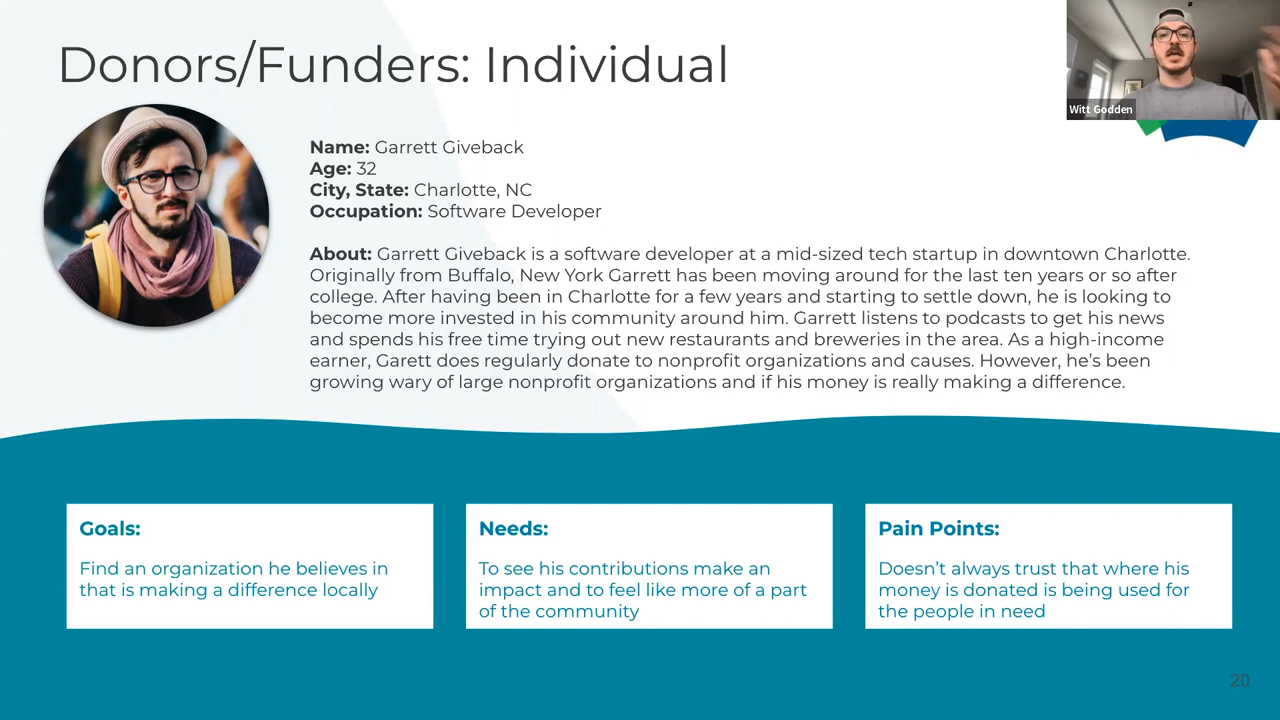 Donors/Funders: Individual
Witt Godden
Name: Garrett Giveback
Age: 32
City, State: Charlotte, NC
Occupation: Software Developer
About: Garrett Giveback is a software developer at a mid-sized tech startup in downtown Charlotte.
Originally from Buffalo, New York Garrett has been moving around for the last ten years or so after
college. After having been in Charlotte for a few years and starting to settle down, he is looking to
become more invested in his community around him. Garrett listens to podcasts to get his news
and spends his free time trying out new restaurants and breweries in the area. As a high-income
earner, Garett does regularly donate to nonprofit organizations and causes. However, he’s been
growing wary of large nonprofit organizations and if his money is really making a difference.
Goals:
Find an organization he believes in
that is making a difference locally
Needs:
To see his contributions make an
impact and to feel like more of a part
of the community
Pain Points:
Doesn’t always trust that where his
money is donated is being used for
the people in need
20